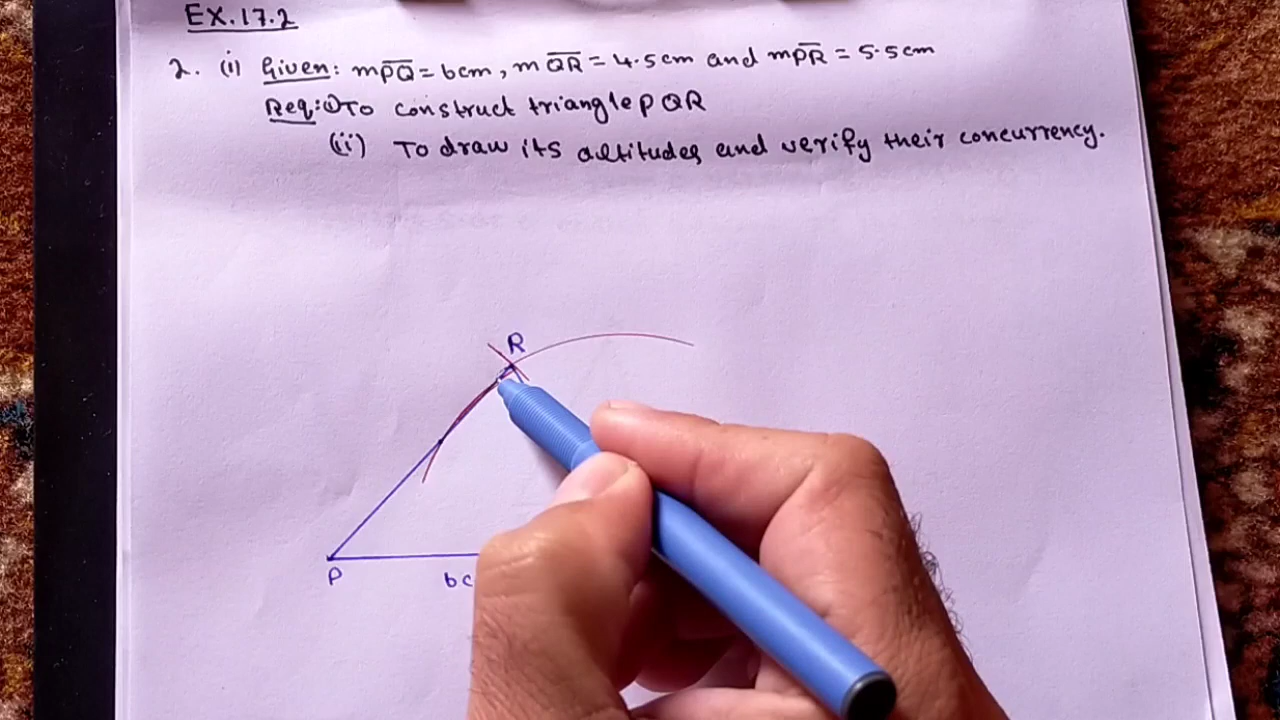 EX.17.2
2. (i) Given: mPQ = 6cm, mQR = 4.5cm and mPR = 5.5cm
Req:(i) To construct triangle PQR
(ii) To draw its altitudes and verify their concurrency.
R
P
6c